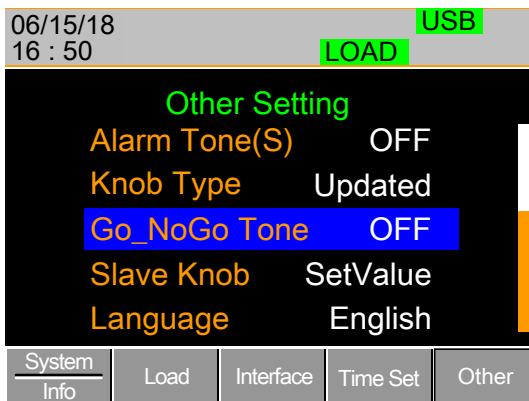 06/15/18 USB
16 : 50 LOAD
Other Setting
Alarm Tone(S) OFF
Knob Type Updated
Go_NoGo Tone OFF
Slave Knob SetValue
Language English
System
Info Load Interface Time Set Other